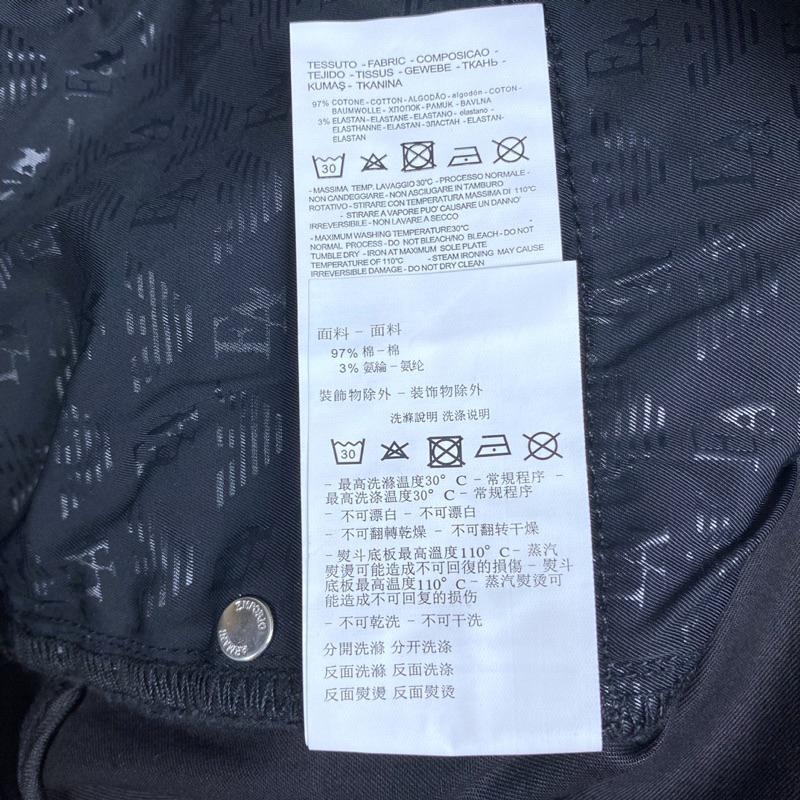 TESSUTO - FABRIC - COMPOSICAO -
TEJIDO - TISSUS - GEWEBE - ТКАНЬ -
KUMAŞ - TKANINA
97% COTONE - COTTON - ALGODÃO - algodón - COTON -
BAUMWOLLE - ХЛОПОК - PAMUK - BAVLNA
3% ELASTAN - ELASTANE - ELASTANO - elastano -
ELASTHANNE - ELASTAN - ЭЛАСТАН - ELASTAN-
ELASTAN
30
- MASSIMA TEMP. LAVAGGIO 30°C - PROCESSO NORMALE -
NON CANDEGGIARE - NON ASCIUGARE IN TAMBURO
ROTATIVO - STIRARE CON TEMPERATURA MASSIMA DI 110°C
- STIRARE A VAPORE PUO' CAUSARE UN DANNO'
IRREVERSIBILE - NON LAVARE A SECCO
- MAXIMUM WASHING TEMPERATURE30°C
NORMAL PROCESS - DO NOT BLEACH/NO BLEACH - DO NOT
TUMBLE DRY - IRON AT MAXIMUM SOLE PLATE
TEMPERATURE OF 110°C - STEAM IRONING MAY CAUSE
IRREVERSIBLE DAMAGE - DO NOT DRY CLEAN
面料 - 面料
97% 棉 - 棉
3% 氨綸 - 氨纶
裝飾物除外 - 装饰物除外
洗滌說明 洗涤说明
30
- 最高洗滌温度30° C - 常規程序 -
最高洗涤温度30° C - 常规程序
- 不可漂白 - 不可漂白
- 不可翻轉乾燥 - 不可翻转干燥
- 熨斗底板最高溫度110° C - 蒸汽
熨燙可能造成不可回復的損傷 - 熨斗
底板最高温度110° C - 蒸汽熨烫可
能造成不可回复的损伤
- 不可乾洗 - 不可干洗
分開洗滌 分开洗涤
反面洗滌 反面洗涤
反面熨燙 反面熨烫
EMPORIO
ARMANI